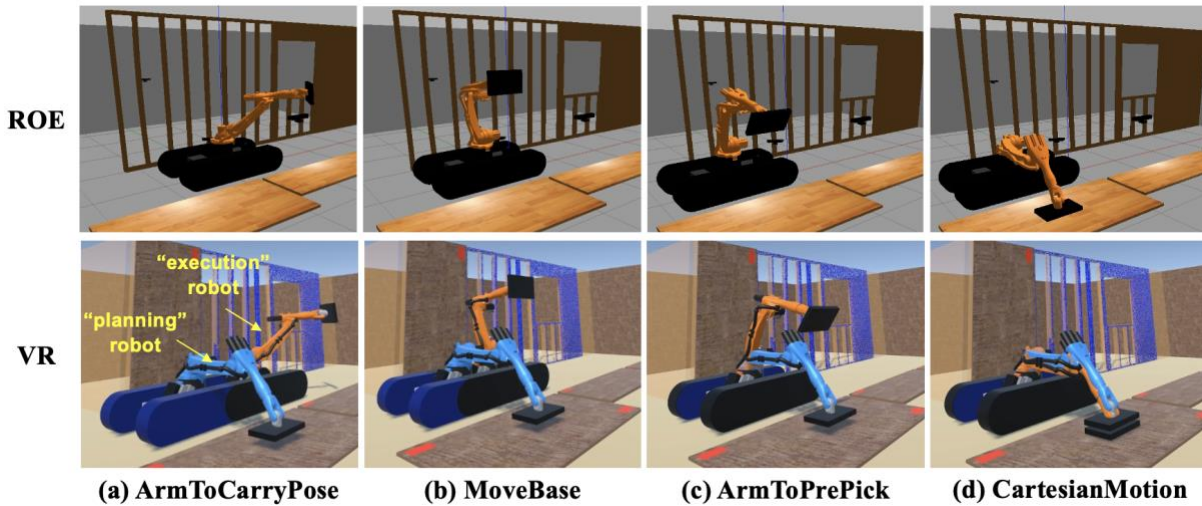 ROE
VR
“execution”
robot
“planning”
robot
(a) ArmToCarryPose
(b) MoveBase
(c) ArmToPrePick
(d) CartesianMotion